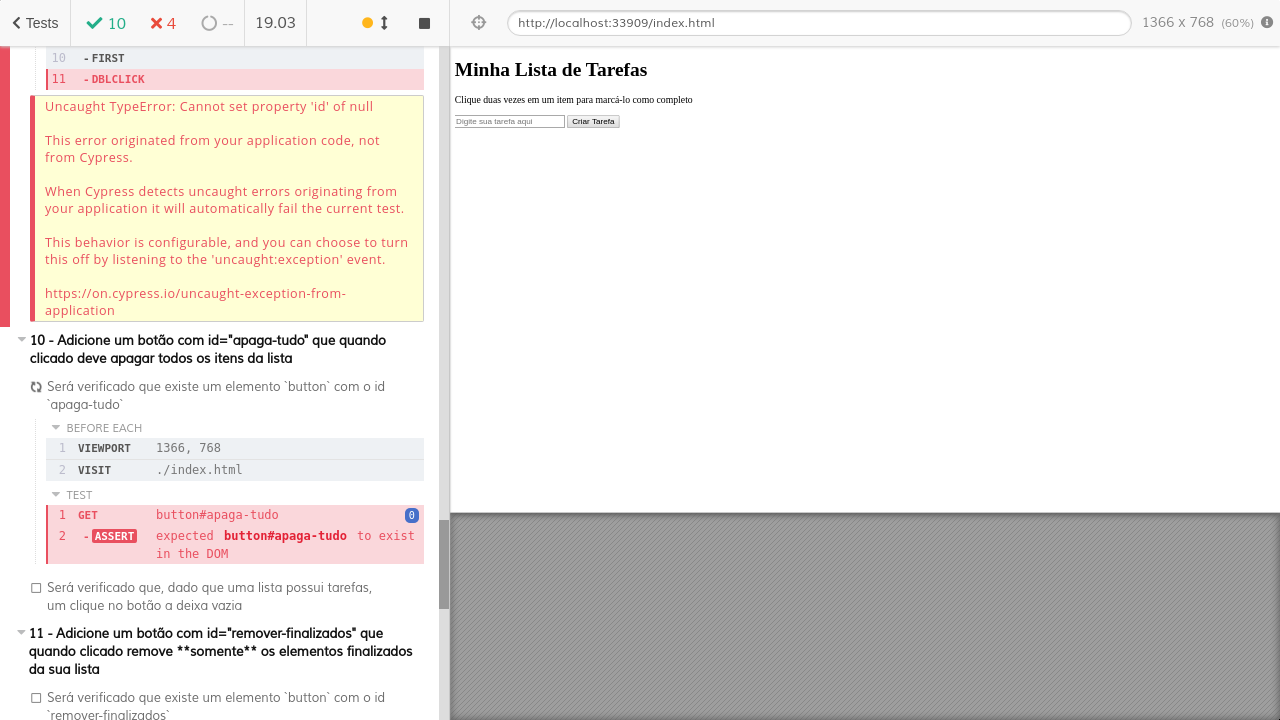 Tests
10
4
--
19.03
http://localhost:33909/index.html
1366 x 768 (60%)
10 - FIRST
11 - DBLCLICK
Uncaught TypeError: Cannot set property 'id' of null
This error originated from your application code, not
from Cypress.
When Cypress detects uncaught errors originating from
your application it will automatically fail the current test.
This behavior is configurable, and you can choose to turn
this off by listening to the 'uncaught:exception' event.
https://on.cypress.io/uncaught-exception-from-
application
10 - Adicione um botão com id="apaga-tudo" que quando
clicado deve apagar todos os itens da lista
Será verificado que existe um elemento `button` com o id
`apaga-tudo`
BEFORE EACH
1 VIEWPORT 1366, 768
2 VISIT ./index.html
TEST
1 GET button#apaga-tudo 0
2 - ASSERT expected button#apaga-tudo to exist
in the DOM
Será verificado que, dado que uma lista possui tarefas,
um clique no botão a deixa vazia
11 - Adicione um botão com id="remover-finalizados" que
quando clicado remove **somente** os elementos finalizados
da sua lista
Será verificado que existe um elemento `button` com o id
`remover-finalizados`
Minha Lista de Tarefas
Clique duas vezes em um item para marcá-lo como completo
Digite sua tarefa aqui
Criar Tarefa